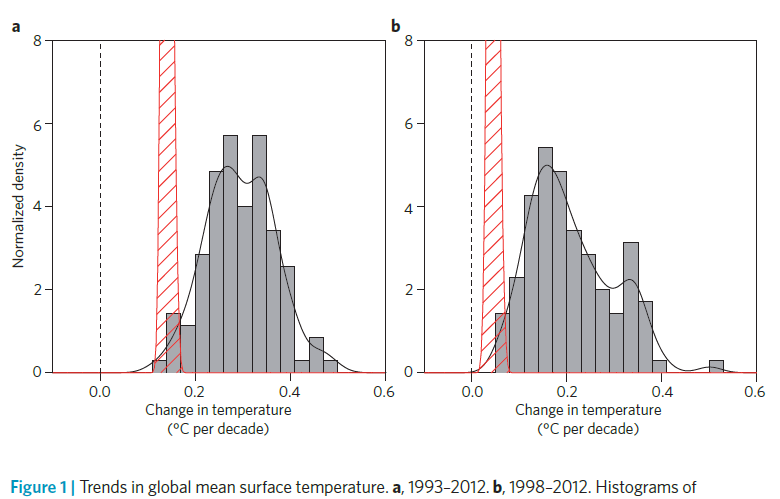 a
b
8
6
4
2
0
Normalized density
0.0 0.2 0.4 0.6
Change in temperature
(°C per decade)
8
6
4
2
0
0.0 0.2 0.4 0.6
Change in temperature
(°C per decade)
Figure 1 | Trends in global mean surface temperature. a, 1993–2012. b, 1998–2012. Histograms of